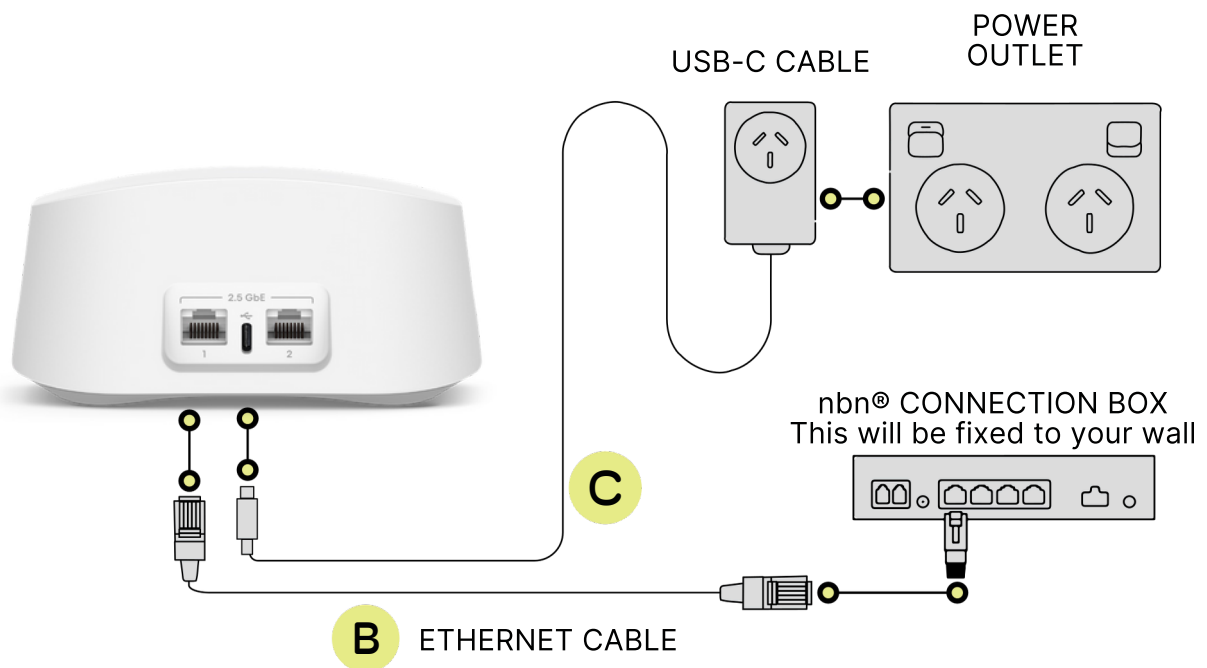 POWER
OUTLET
USB-C CABLE
2.5 GbE
1
2
nbn® CONNECTION BOX
This will be fixed to your wall
C
B
ETHERNET CABLE